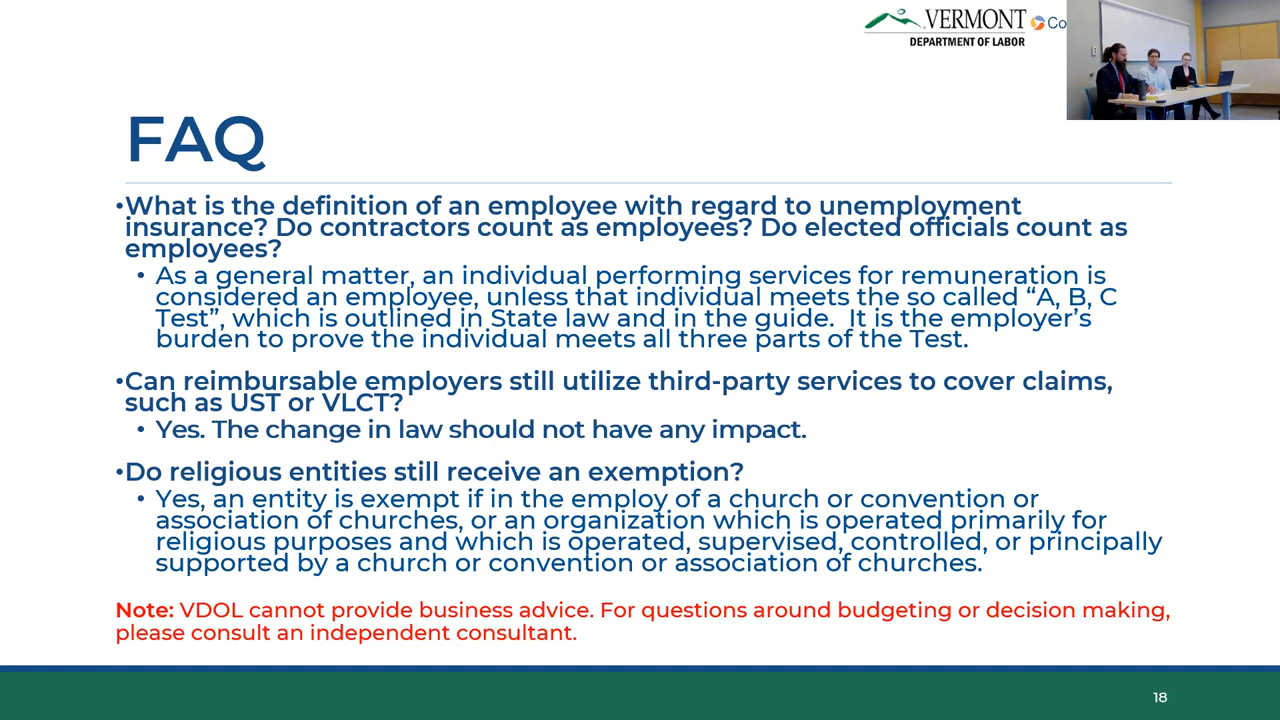 VERMONT
DEPARTMENT OF LABOR
Co
FAQ
•What is the definition of an employee with regard to unemployment
insurance? Do contractors count as employees? Do elected officials count as
employees?
• As a general matter, an individual performing services for remuneration is
considered an employee, unless that individual meets the so called “A, B, C
Test”, which is outlined in State law and in the guide.  It is the employer’s
burden to prove the individual meets all three parts of the Test.
•Can reimbursable employers still utilize third-party services to cover claims,
such as UST or VLCT?
• Yes. The change in law should not have any impact.
•Do religious entities still receive an exemption?
• Yes, an entity is exempt if in the employ of a church or convention or
association of churches, or an organization which is operated primarily for
religious purposes and which is operated, supervised, controlled, or principally
supported by a church or convention or association of churches.
Note: VDOL cannot provide business advice. For questions around budgeting or decision making,
please consult an independent consultant.
18